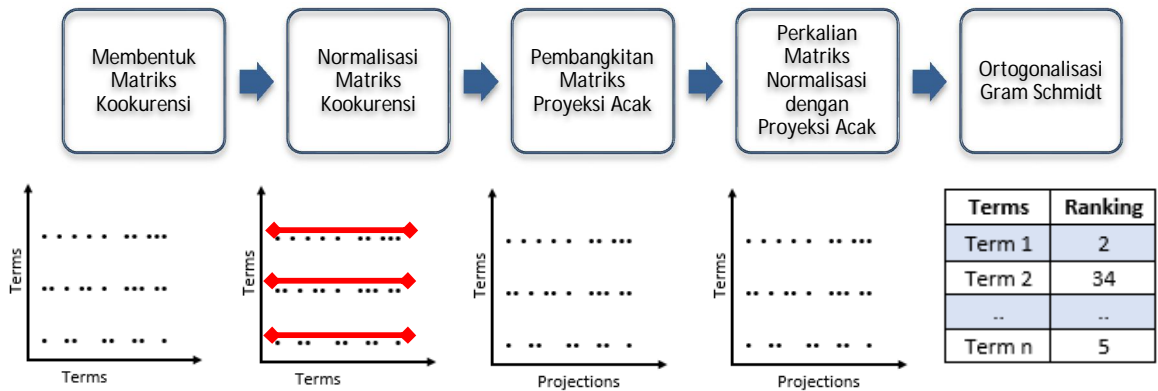 Membentuk
Matriks
Kookurensi
Normalisasi
Matriks
Kookurensi
Pembangkitan
Matriks
Proyeksi Acak
Perkalian
Matriks
Normalisasi
dengan
Proyeksi Acak
Ortogonalisasi
Gram Schmidt
Terms
Terms
Terms
Terms
Terms
Projections
Terms
Projections
Terms Ranking
Term 1 2
Term 2 34
.. ..
Term n 5